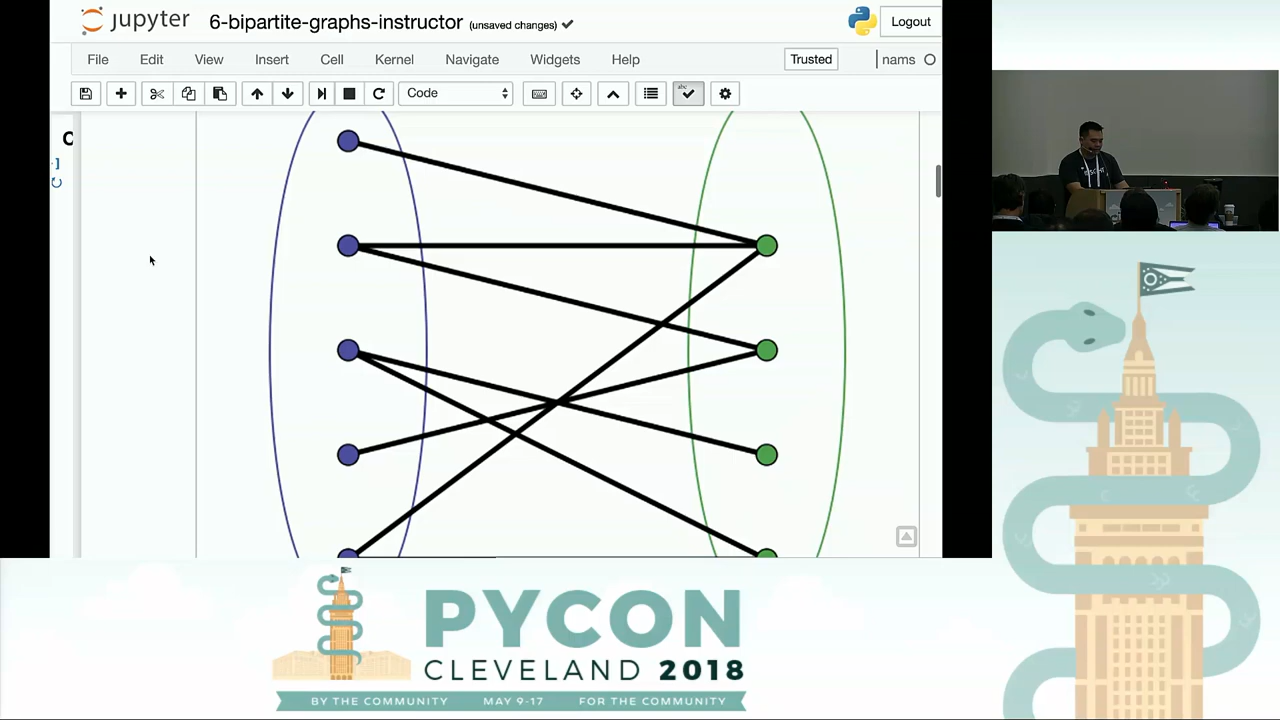 jupyter 6-bipartite-graphs-instructor (unsaved changes) Logout
File Edit View Insert Cell Kernel Navigate Widgets Help Trusted nams
Code
PYCON
CLEVELAND 2018
BY THE COMMUNITY MAY 9-17 FOR THE COMMUNITY